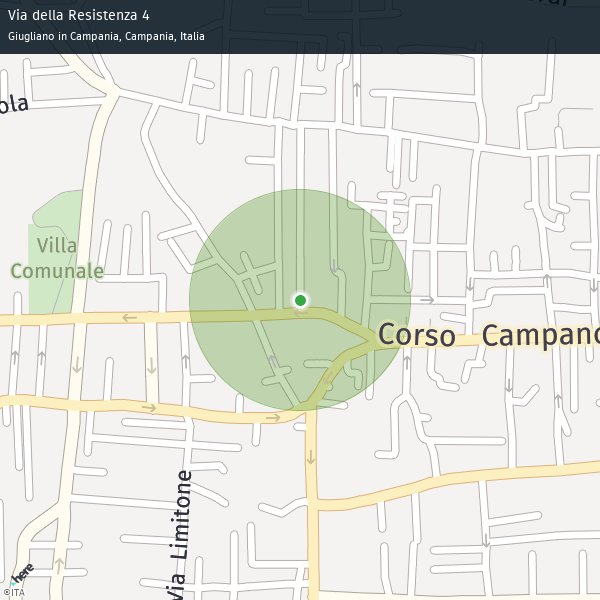 Via della Resistenza 4
Giugliano in Campania, Campania, Italia
ola
Villa
Comunale
Corso Campano
Via Limitone
here
©ITA